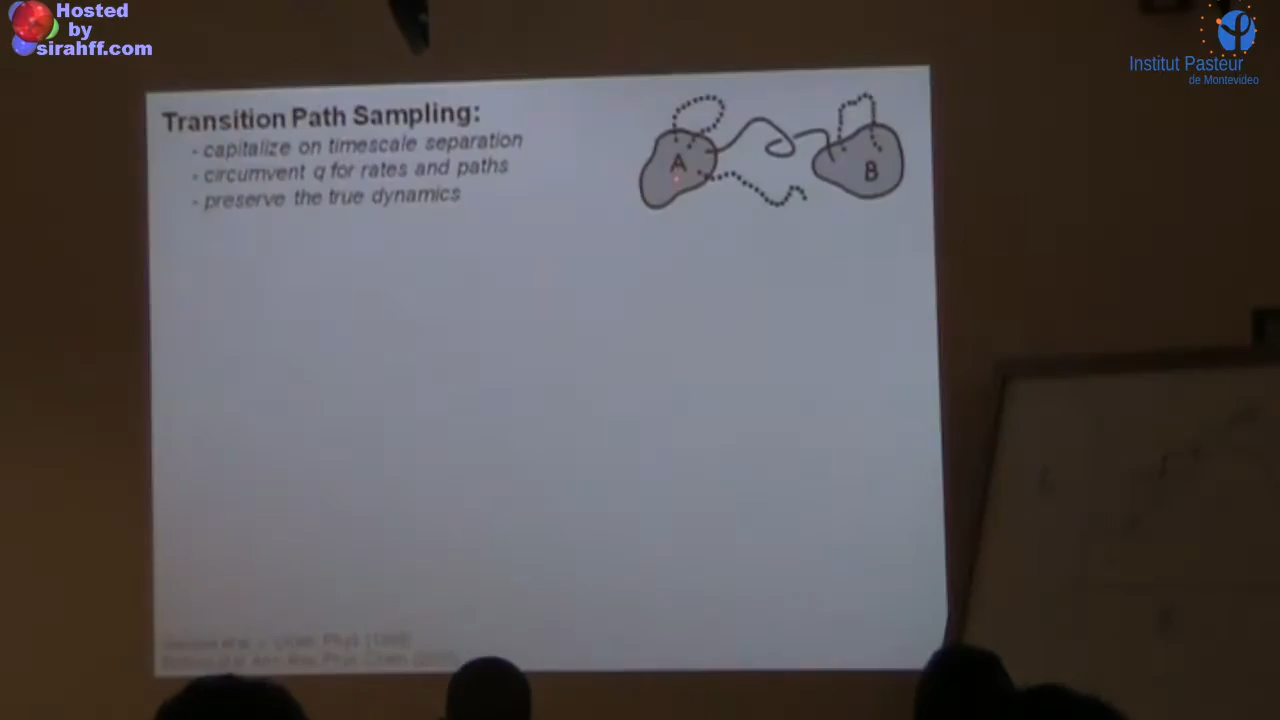 Hosted
by
sirahff.com
Institut Pasteur
de Montevideo
Transition Path Sampling:
- capitalize on timescale separation
- circumvent q for rates and paths
- preserve the true dynamics
A
B
Phys